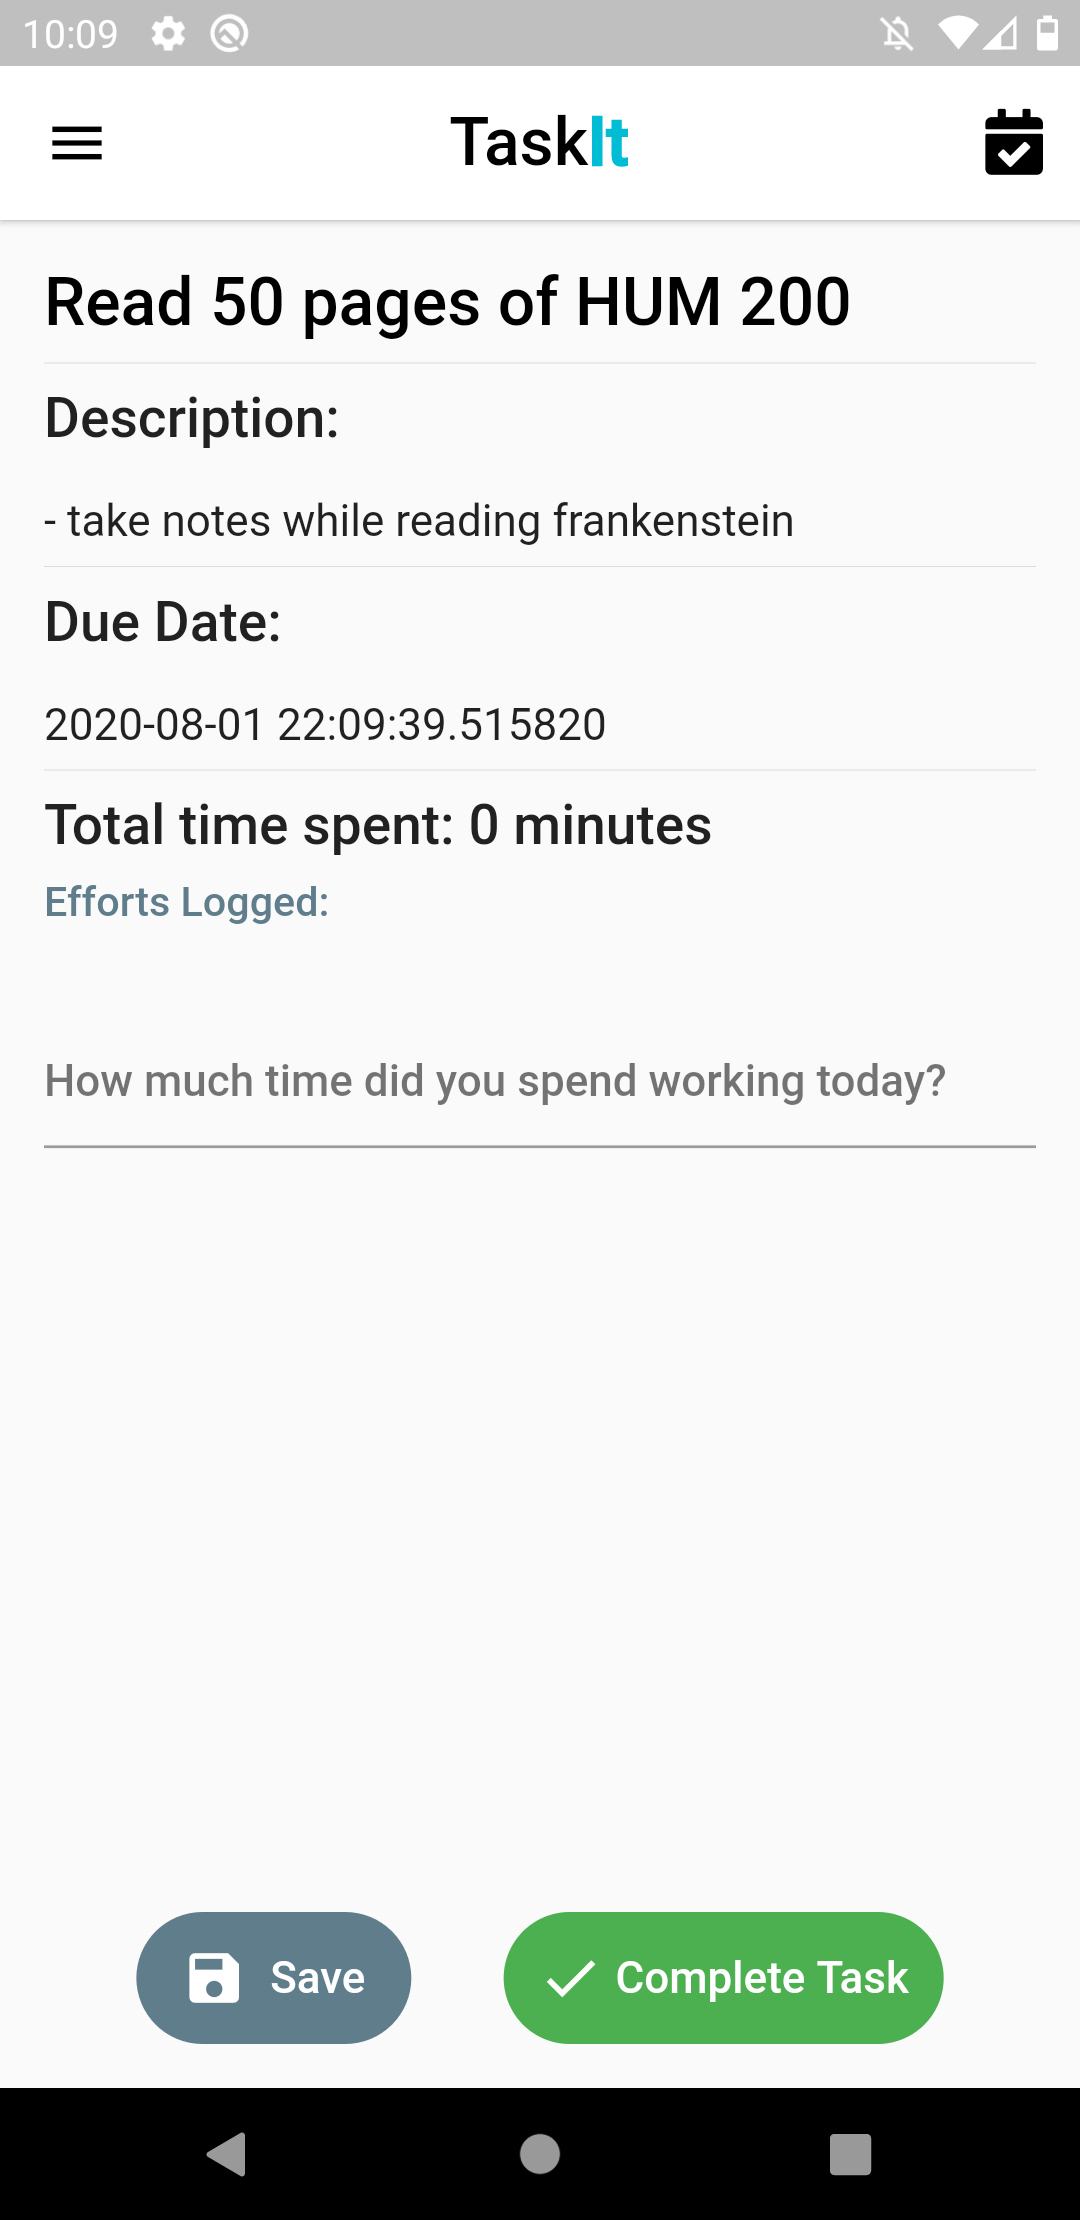 10:09
TaskIt
Read 50 pages of HUM 200
Description:
- take notes while reading frankenstein
Due Date:
2020-08-01 22:09:39.515820
Total time spent: 0 minutes
Efforts Logged:
How much time did you spend working today?
Save
Complete Task